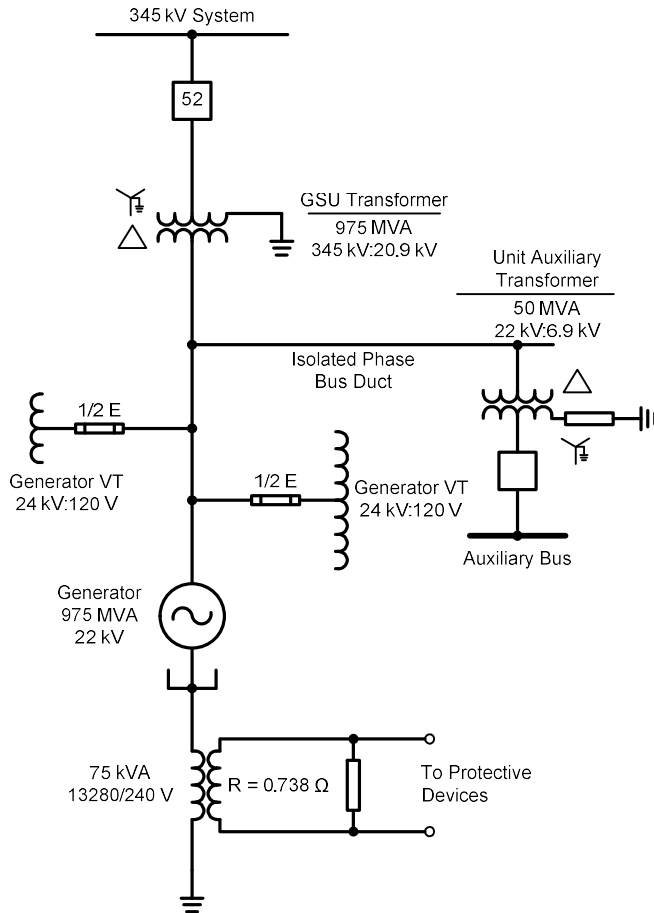 345 kV System
52
GSU Transformer
975 MVA
345 kV:20.9 kV
Unit Auxiliary
Transformer
50 MVA
22 kV:6.9 kV
Isolated Phase
Bus Duct
1/2 E
Generator VT
24 kV:120 V
1/2 E
Generator VT
24 kV:120 V
Auxiliary Bus
Generator
975 MVA
22 kV
75 kVA
13280/240 V
R = 0.738 Ω
To Protective
Devices